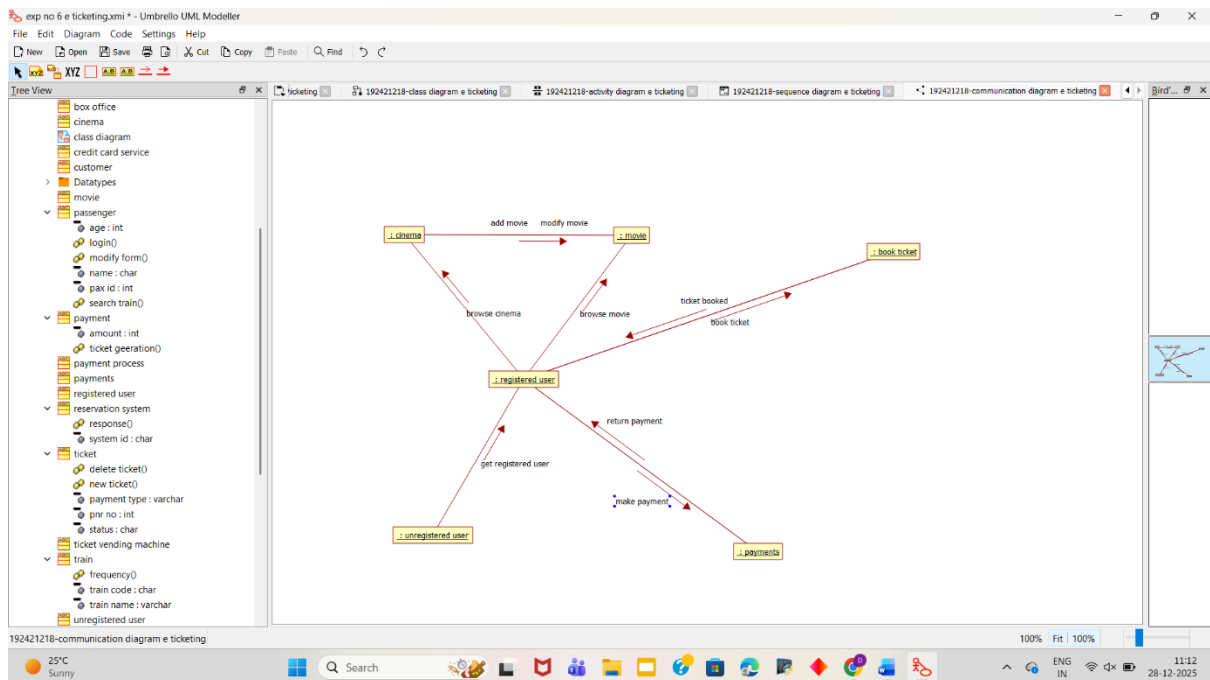 exp no 6 e ticketing.xmi * - Umbrello UML Modeller
File Edit Diagram Code Settings Help
New Open Save Cut Copy Paste Find
XYZ XYZ A:B A:B
Tree View
ticketing 192421218-class diagram e ticketing 192421218-activity diagram e ticketing 192421218-sequence diagram e ticketing 192421218-communication diagram e ticketing
Bird'...
box office
cinema
class diagram
credit card service
customer
Datatypes
movie
passenger
age : int
login()
modify form()
name : char
pax id : int
search train()
payment
amount : int
ticket geeration()
payment process
payments
registered user
reservation system
response()
system id : char
ticket
delete ticket()
new ticket()
payment type : varchar
pnr no : int
status : char
ticket vending machine
train
frequency()
train code : char
train name : varchar
unregistered user
add movie modify movie
: cinema
: movie
: book ticket
browse cinema
browse movie
ticket booked
book ticket
: registered user
return payment
get registered user
make payment
: unregistered user
: payments
192421218-communication diagram e ticketing
100% Fit 100%
25°C
Sunny
Search
ENG
IN
11:12
28-12-2025